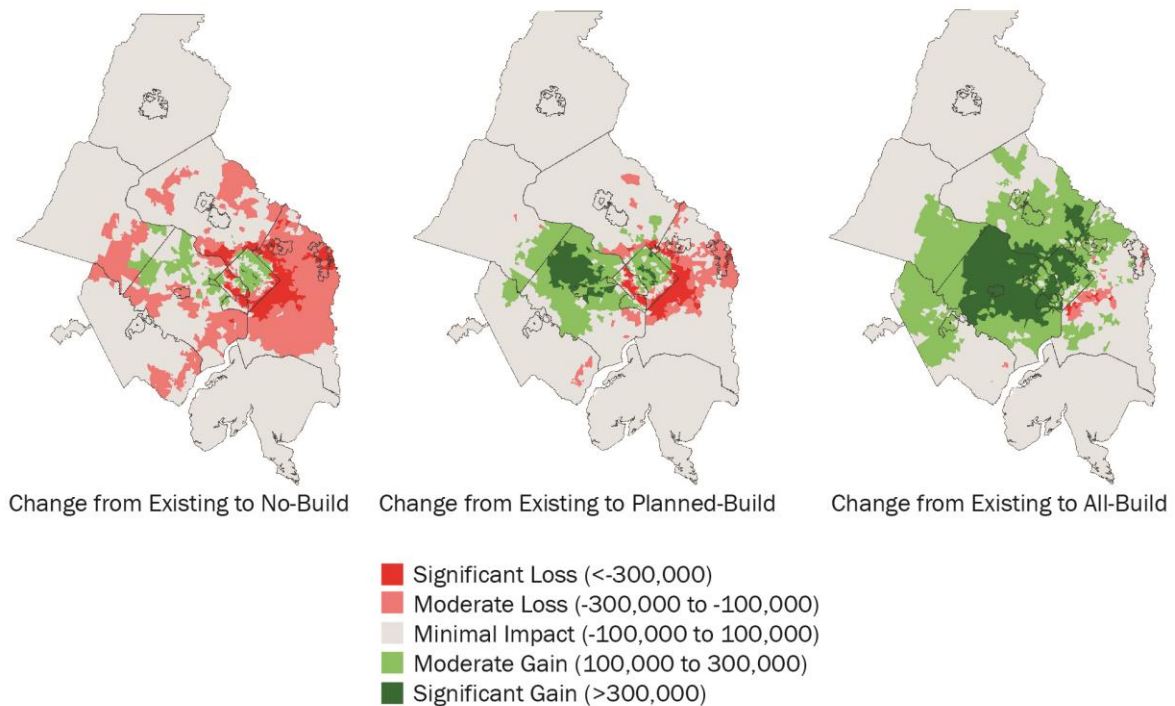 Change from Existing to No-Build
Change from Existing to Planned-Build
Change from Existing to All-Build
Significant Loss (<-300,000)
Moderate Loss (-300,000 to -100,000)
Minimal Impact (-100,000 to 100,000)
Moderate Gain (100,000 to 300,000)
Significant Gain (>300,000)